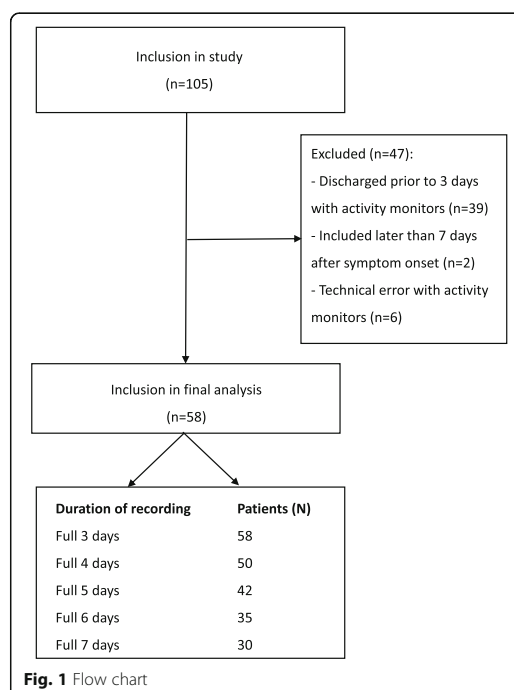 Inclusion in study
(n=105)
Excluded (n=47):
- Discharged prior to 3 days
with activity monitors (n=39)
- Included later than 7 days
after symptom onset (n=2)
- Technical error with activity
monitors (n=6)
Inclusion in final analysis
(n=58)
Duration of recording Patients (N)
Full 3 days 58
Full 4 days 50
Full 5 days 42
Full 6 days 35
Full 7 days 30
Fig. 1 Flow chart